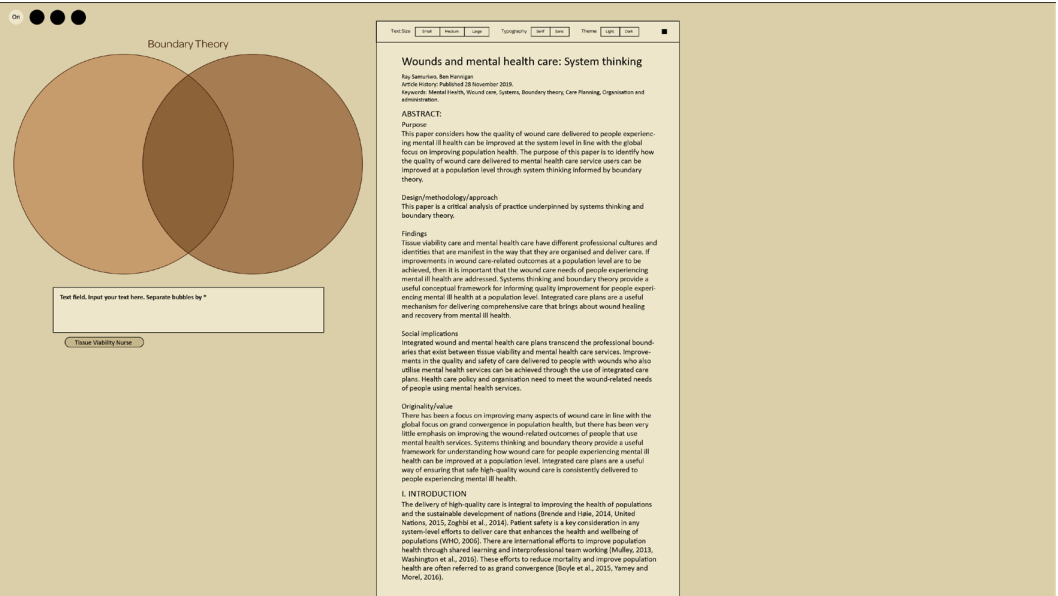 On
Boundary Theory
Text field. Input your text here. Separate bubbles by "
Tissue Viability Nurse
Text Size Small Medium Large Typography Serif Sans Theme Light Dark
Wounds and mental health care: System thinking
Ray Samuriwo, Ben Hannigan
Article History: Published 28 November 2019.
Keywords: Mental Health, Wound care, Systems, Boundary theory, Care Planning, Organisation and
administration.
ABSTRACT:
Purpose
This paper considers how the quality of wound care delivered to people experienc-
ing mental ill health can be improved at the system level in line with the global
focus on improving population health. The purpose of this paper is to identify how
the quality of wound care delivered to mental health care service users can be
improved at a population level through system thinking informed by boundary
theory.
Design/methodology/approach
This paper is a critical analysis of practice underpinned by systems thinking and
boundary theory.
Findings
Tissue viability care and mental health care have different professional cultures and
identities that are manifest in the way that they are organised and deliver care. If
improvements in wound care-related outcomes at a population level are to be
achieved, then it is important that the wound care needs of people experiencing
mental ill health are addressed. Systems thinking and boundary theory provide a
useful conceptual framework for informing quality improvement for people experi-
encing mental ill health at a population level. Integrated care plans are a useful
mechanism for delivering comprehensive care that brings about wound healing
and recovery from mental ill health.
Social implications
Integrated wound and mental health care plans transcend the professional bound-
aries that exist between tissue viability and mental health care services. Improve-
ments in the quality and safety of care delivered to people with wounds who also
utilise mental health services can be achieved through the use of integrated care
plans. Health care policy and organisation need to meet the wound-related needs
of people using mental health services.
Originality/value
There has been a focus on improving many aspects of wound care in line with the
global focus on grand convergence in population health, but there has been very
little emphasis on improving the wound-related outcomes of people that use
mental health services. Systems thinking and boundary theory provide a useful
framework for understanding how wound care for people experiencing mental ill
health can be improved at a population level. Integrated care plans are a useful
way of ensuring that safe high-quality wound care is consistently delivered to
people experiencing mental ill health.
I. INTRODUCTION
The delivery of high-quality care is integral to improving the health of populations
and the sustainable development of nations (Brende and Høie, 2014, United
Nations, 2015, Zoghbi et al., 2014). Patient safety is a key consideration in any
system-level efforts to deliver care that enhances the health and wellbeing of
populations (WHO, 2006). There are international efforts to improve population
health through shared learning and interprofessional team working (Mulley, 2013,
Washington et al., 2016). These efforts to reduce mortality and improve population
health are often referred to as grand convergence (Boyle et al., 2015, Yamey and
Morel, 2016).